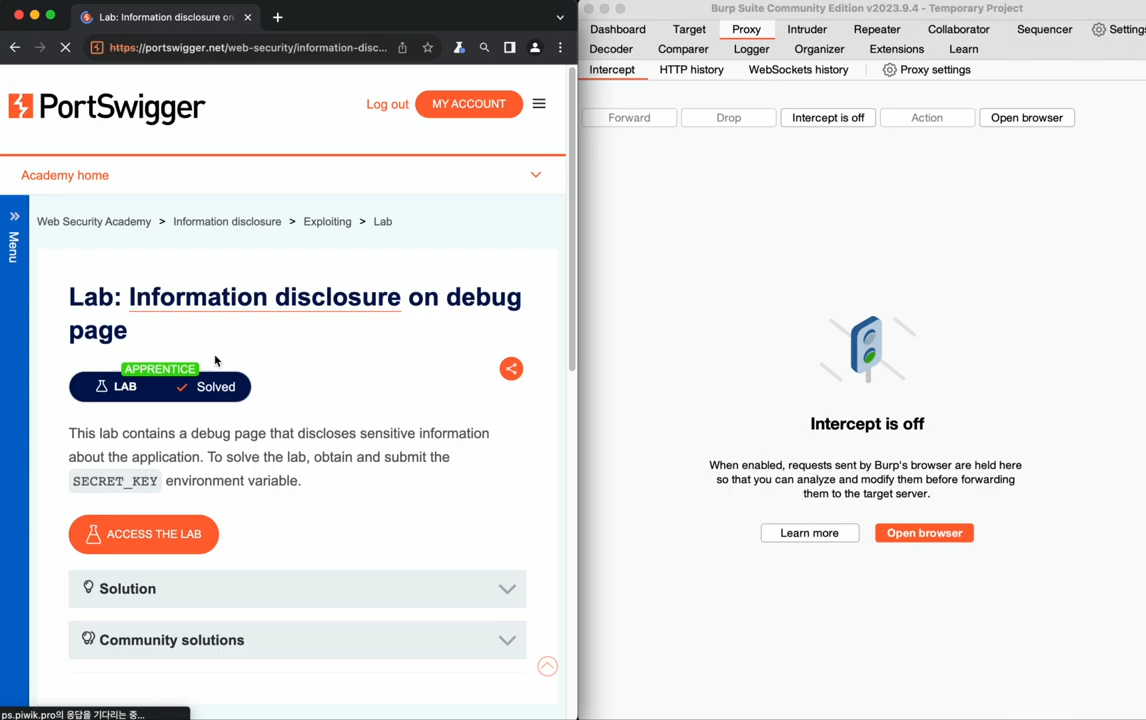 Lab: Information disclosure on
https://portswigger.net/web-security/information-disc...
PortSwigger
Log out
MY ACCOUNT
Academy home
Menu
Web Security Academy > Information disclosure > Exploiting > Lab
Lab: Information disclosure on debug
page
APPRENTICE
LAB
Solved
This lab contains a debug page that discloses sensitive information
about the application. To solve the lab, obtain and submit the
SECRET_KEY environment variable.
ACCESS THE LAB
Solution
Community solutions
ps.piwik.pro의 응답을 기다리는 중...
Burp Suite Community Edition v2023.9.4 - Temporary Project
Dashboard Target Proxy Intruder Repeater Collaborator Sequencer Settings
Decoder Comparer Logger Organizer Extensions Learn
Intercept HTTP history WebSockets history Proxy settings
Forward Drop Intercept is off Action Open browser
Intercept is off
When enabled, requests sent by Burp's browser are held here
so that you can analyze and modify them before forwarding
them to the target server.
Learn more Open browser